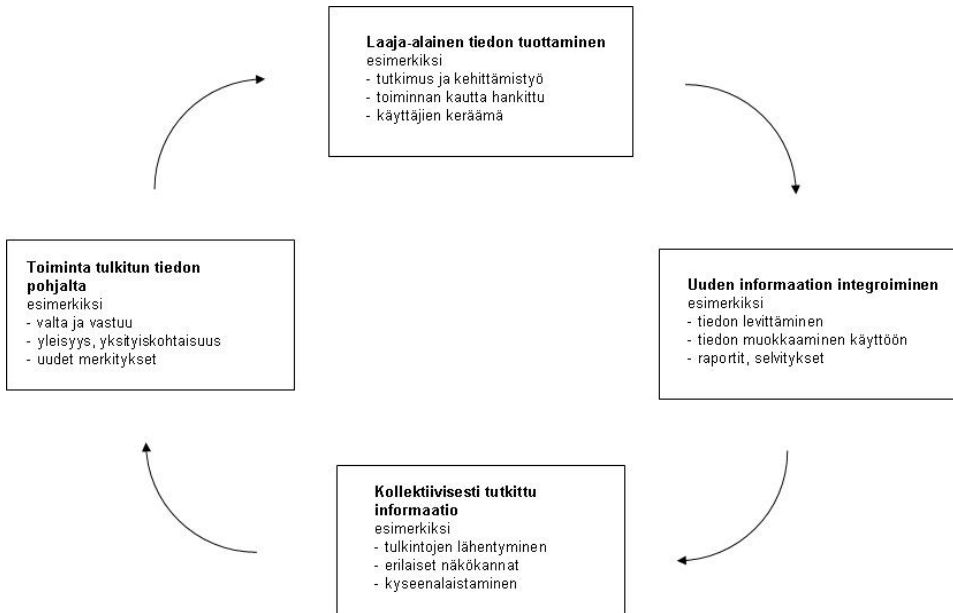 Laaja-alainen tiedon tuottaminen
esimerkiksi
- tutkimus ja kehittämistyö
- toiminnan kautta hankittu
- käyttäjien keräämä
Toiminta tulkitun tiedon
pohjalta
esimerkiksi
- valta ja vastuu
- yleisyys, yksityiskohtaisuus
- uudet merkitykset
Uuden informaation integroiminen
esimerkiksi
- tiedon levittäminen
- tiedon muokkaaminen käyttöön
- raportit, selvitykset
Kollektiivisesti tutkittu
informaatio
esimerkiksi
- tulkintojen lähentyminen
- erilaiset näkökannat
- kyseenalaistaminen